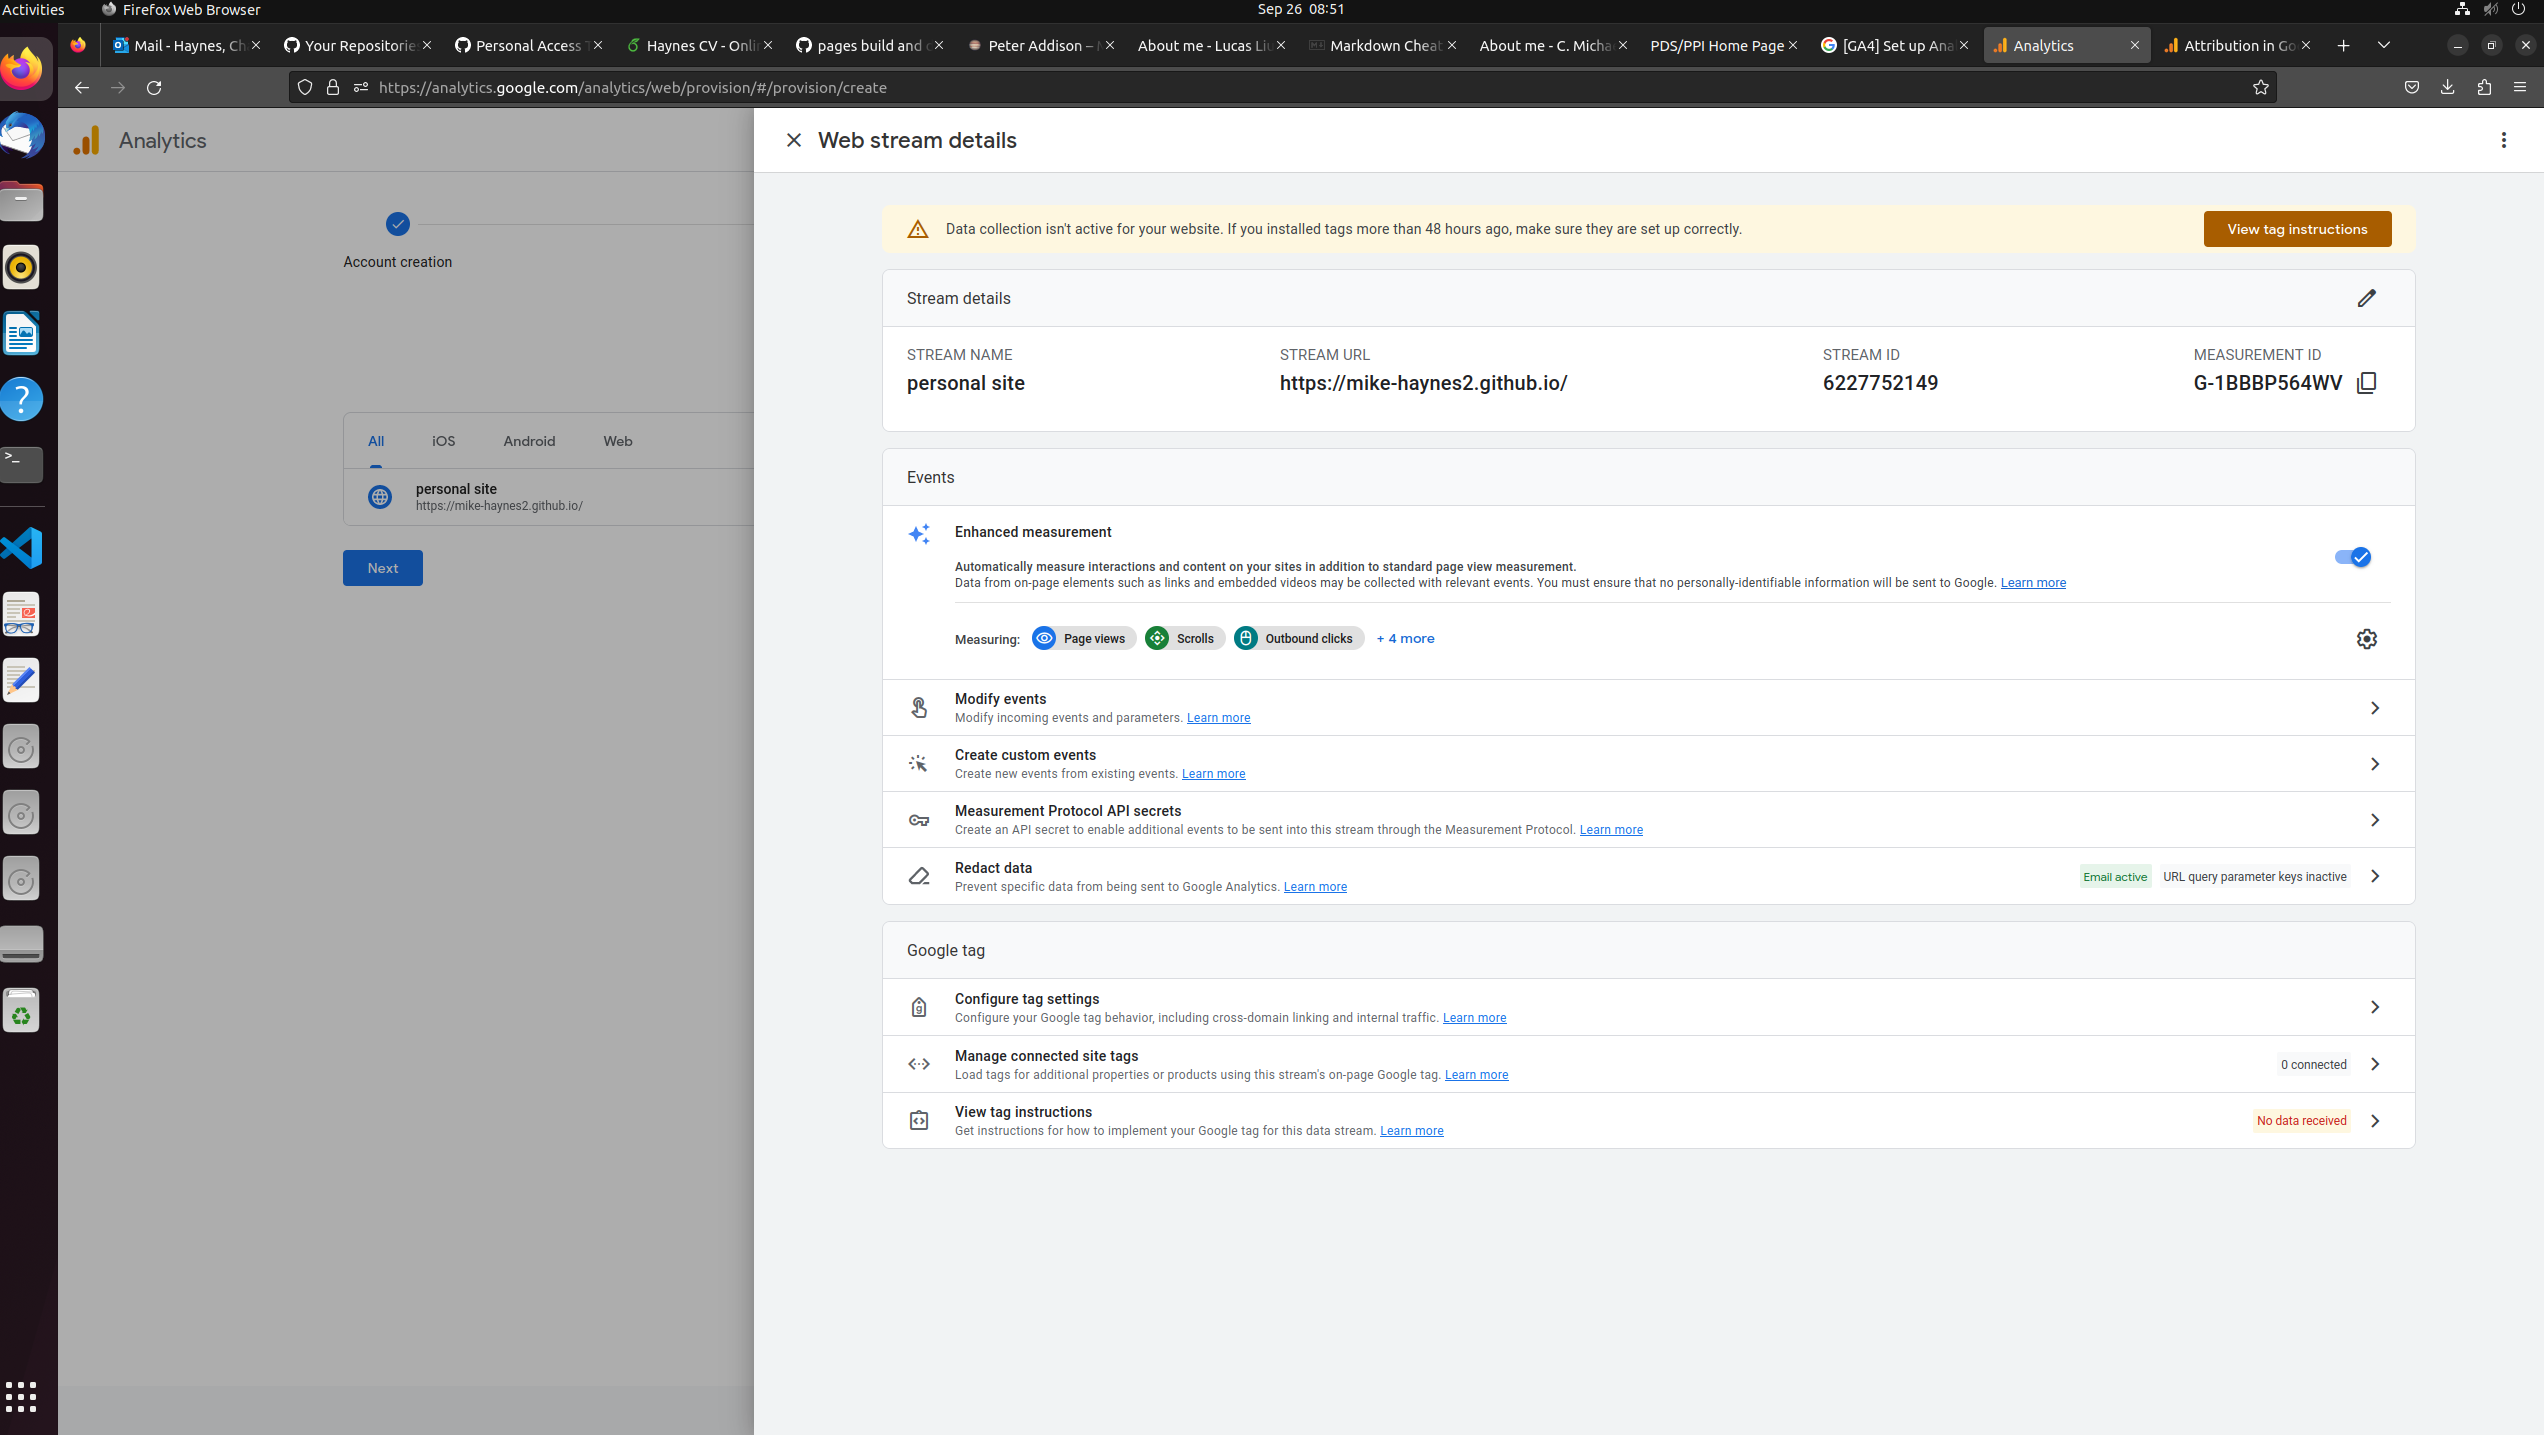 Activities
Firefox Web Browser
Sep 26 08:51
Mail - Haynes, Ch
Your Repositorie
Personal Access T
Haynes CV - Onli
pages build and
Peter Addison –
About me - Lucas Liu
Markdown Cheat
About me - C. Micha
PDS/PPI Home Page
[GA4] Set up Ana
Analytics
Attribution in Go
https://analytics.google.com/analytics/web/provision/#/provision/create
Analytics
Account creation
All
iOS
Android
Web
personal site
https://mike-haynes2.github.io/
Next
Web stream details
Data collection isn't active for your website. If you installed tags more than 48 hours ago, make sure they are set up correctly.
View tag instructions
Stream details
STREAM NAME
personal site
STREAM URL
https://mike-haynes2.github.io/
STREAM ID
6227752149
MEASUREMENT ID
G-1BBBP564WV
Events
Enhanced measurement
Automatically measure interactions and content on your sites in addition to standard page view measurement.
Data from on-page elements such as links and embedded videos may be collected with relevant events. You must ensure that no personally-identifiable information will be sent to Google. Learn more
Measuring:
Page views
Scrolls
Outbound clicks
+ 4 more
Modify events
Modify incoming events and parameters. Learn more
Create custom events
Create new events from existing events. Learn more
Measurement Protocol API secrets
Create an API secret to enable additional events to be sent into this stream through the Measurement Protocol. Learn more
Redact data
Prevent specific data from being sent to Google Analytics. Learn more
Email active
URL query parameter keys inactive
Google tag
Configure tag settings
Configure your Google tag behavior, including cross-domain linking and internal traffic. Learn more
Manage connected site tags
Load tags for additional properties or products using this stream's on-page Google tag. Learn more
0 connected
View tag instructions
Get instructions for how to implement your Google tag for this data stream. Learn more
No data received